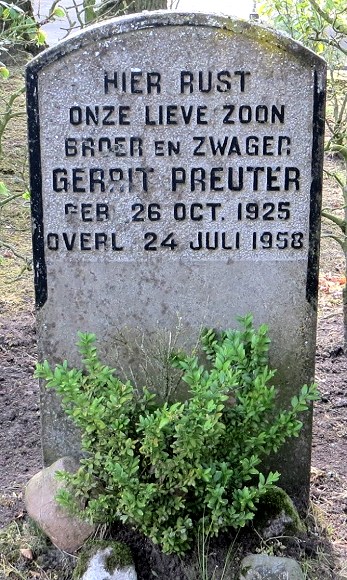 HIER RUST
ONZE LIEVE ZOON
BROER EN ZWAGER
GERRIT PREUTER
GEB. 26 OCT. 1925
OVERL. 24 JULI 1958